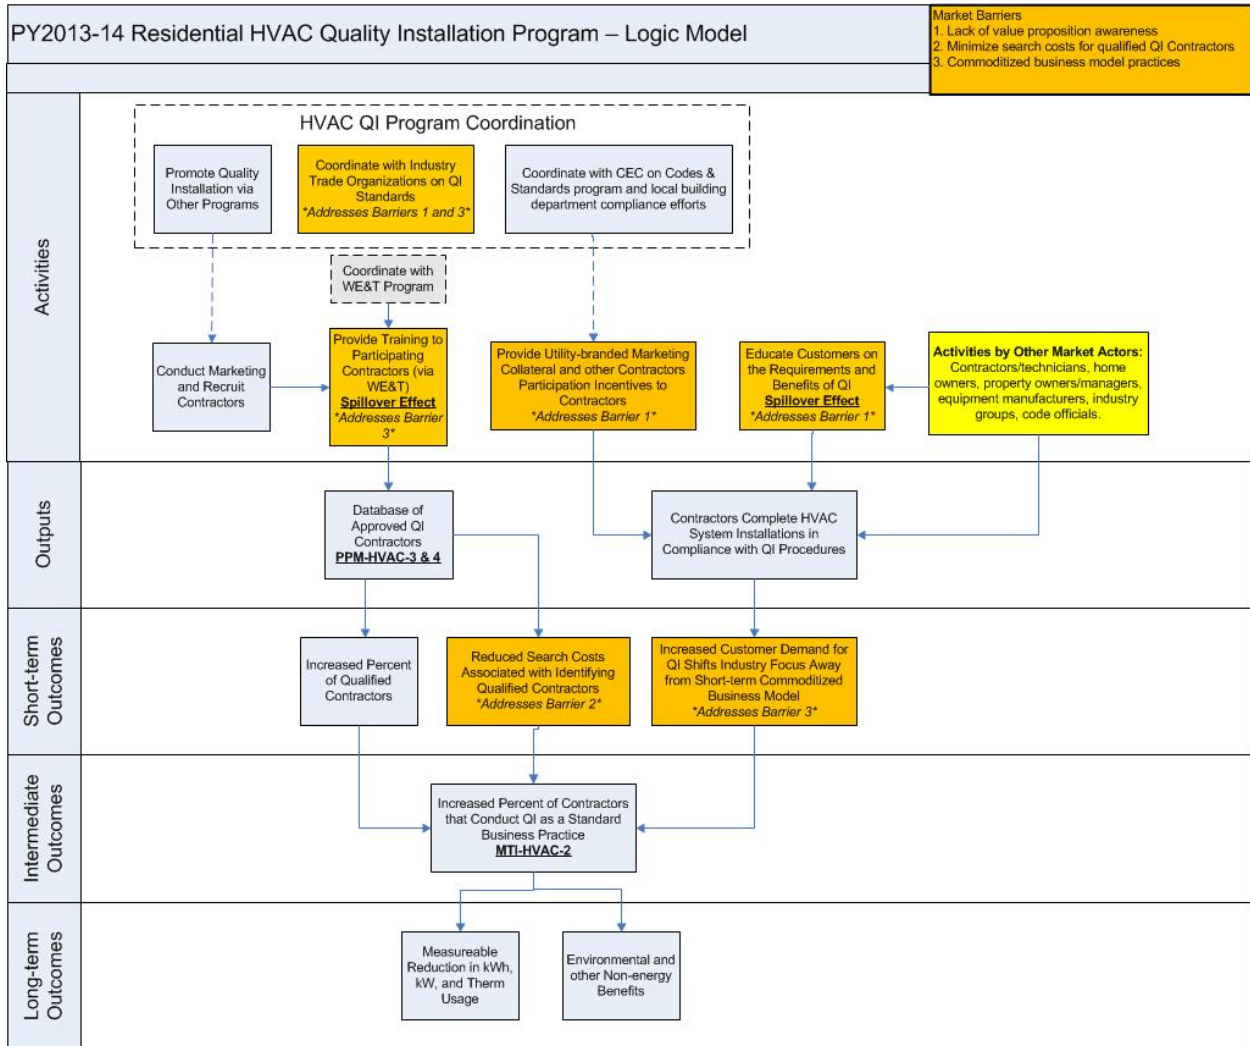 PY2013-14 Residential HVAC Quality Installation Program – Logic Model
Market Barriers
1. Lack of value proposition awareness
2. Minimize search costs for qualified QI Contractors
3. Commoditized business model practices
Activities
HVAC QI Program Coordination
Promote Quality
Installation via
Other Programs
Coordinate with Industry
Trade Organizations on QI
Standards
*Addresses Barriers 1 and 3*
Coordinate with CEC on Codes &
Standards program and local building
department compliance efforts
Coordinate with
WE&T Program
Conduct Marketing
and Recruit
Contractors
Provide Training to
Participating
Contractors (via
WE&T)
Spillover Effect
*Addresses Barrier
3*
Provide Utility-branded Marketing
Collateral and other Contractors
Participation Incentives to
Contractors
*Addresses Barrier 1*
Educate Customers on
the Requirements and
Benefits of QI
Spillover Effect
*Addresses Barrier 1*
Activities by Other Market Actors:
Contractors/technicians, home
owners, property owners/managers,
equipment manufacturers, industry
groups, code officials.
Outputs
Database of
Approved QI
Contractors
PPM-HVAC-3 & 4
Contractors Complete HVAC
System Installations in
Compliance with QI Procedures
Short-term
Outcomes
Increased Percent
of Qualified
Contractors
Reduced Search Costs
Associated with Identifying
Qualified Contractors
*Addresses Barrier 2*
Increased Customer Demand for
QI Shifts Industry Focus Away
from Short-term Commoditized
Business Model
*Addresses Barrier 3*
Intermediate
Outcomes
Increased Percent of Contractors
that Conduct QI as a Standard
Business Practice
MTI-HVAC-2
Long-term
Outcomes
Measureable
Reduction in kWh,
kW, and Therm
Usage
Environmental and
other Non-energy
Benefits